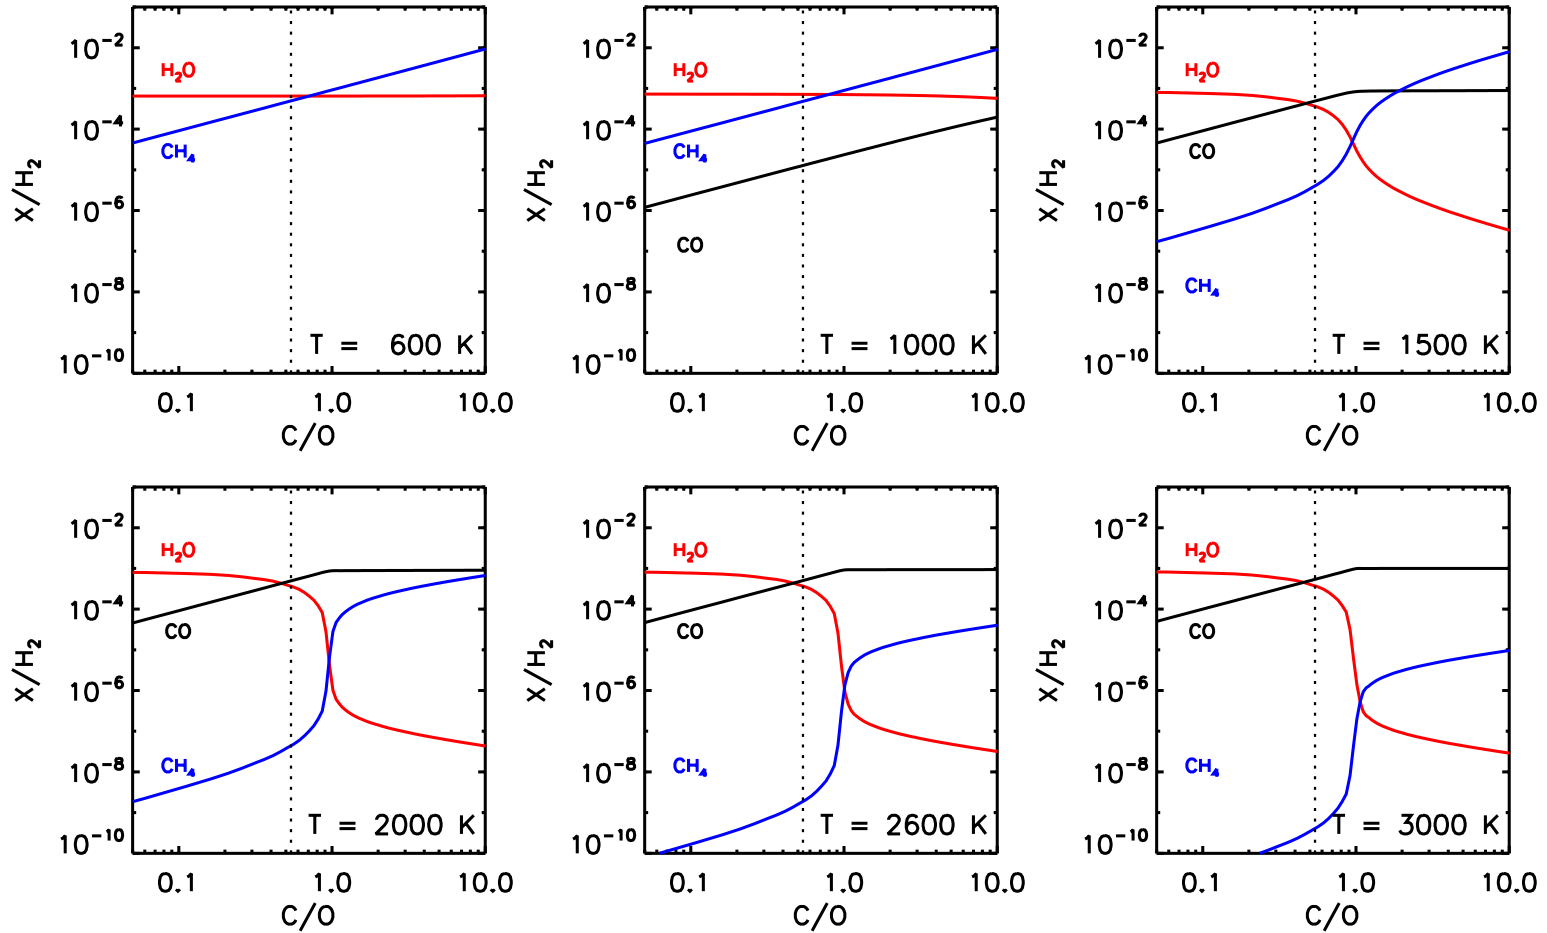 10⁻²
10⁻⁴
10⁻⁶
10⁻⁸
10⁻¹⁰
X/H₂
H₂O
CH₄
T = 600 K
0.1 1.0 10.0
C/O
10⁻²
10⁻⁴
10⁻⁶
10⁻⁸
10⁻¹⁰
X/H₂
H₂O
CH₄
CO
T = 1000 K
0.1 1.0 10.0
C/O
10⁻²
10⁻⁴
10⁻⁶
10⁻⁸
10⁻¹⁰
X/H₂
H₂O
CO
CH₄
T = 1500 K
0.1 1.0 10.0
C/O
10⁻²
10⁻⁴
10⁻⁶
10⁻⁸
10⁻¹⁰
X/H₂
H₂O
CO
CH₄
T = 2000 K
0.1 1.0 10.0
C/O
10⁻²
10⁻⁴
10⁻⁶
10⁻⁸
10⁻¹⁰
X/H₂
H₂O
CO
CH₄
T = 2600 K
0.1 1.0 10.0
C/O
10⁻²
10⁻⁴
10⁻⁶
10⁻⁸
10⁻¹⁰
X/H₂
H₂O
CO
CH₄
T = 3000 K
0.1 1.0 10.0
C/O